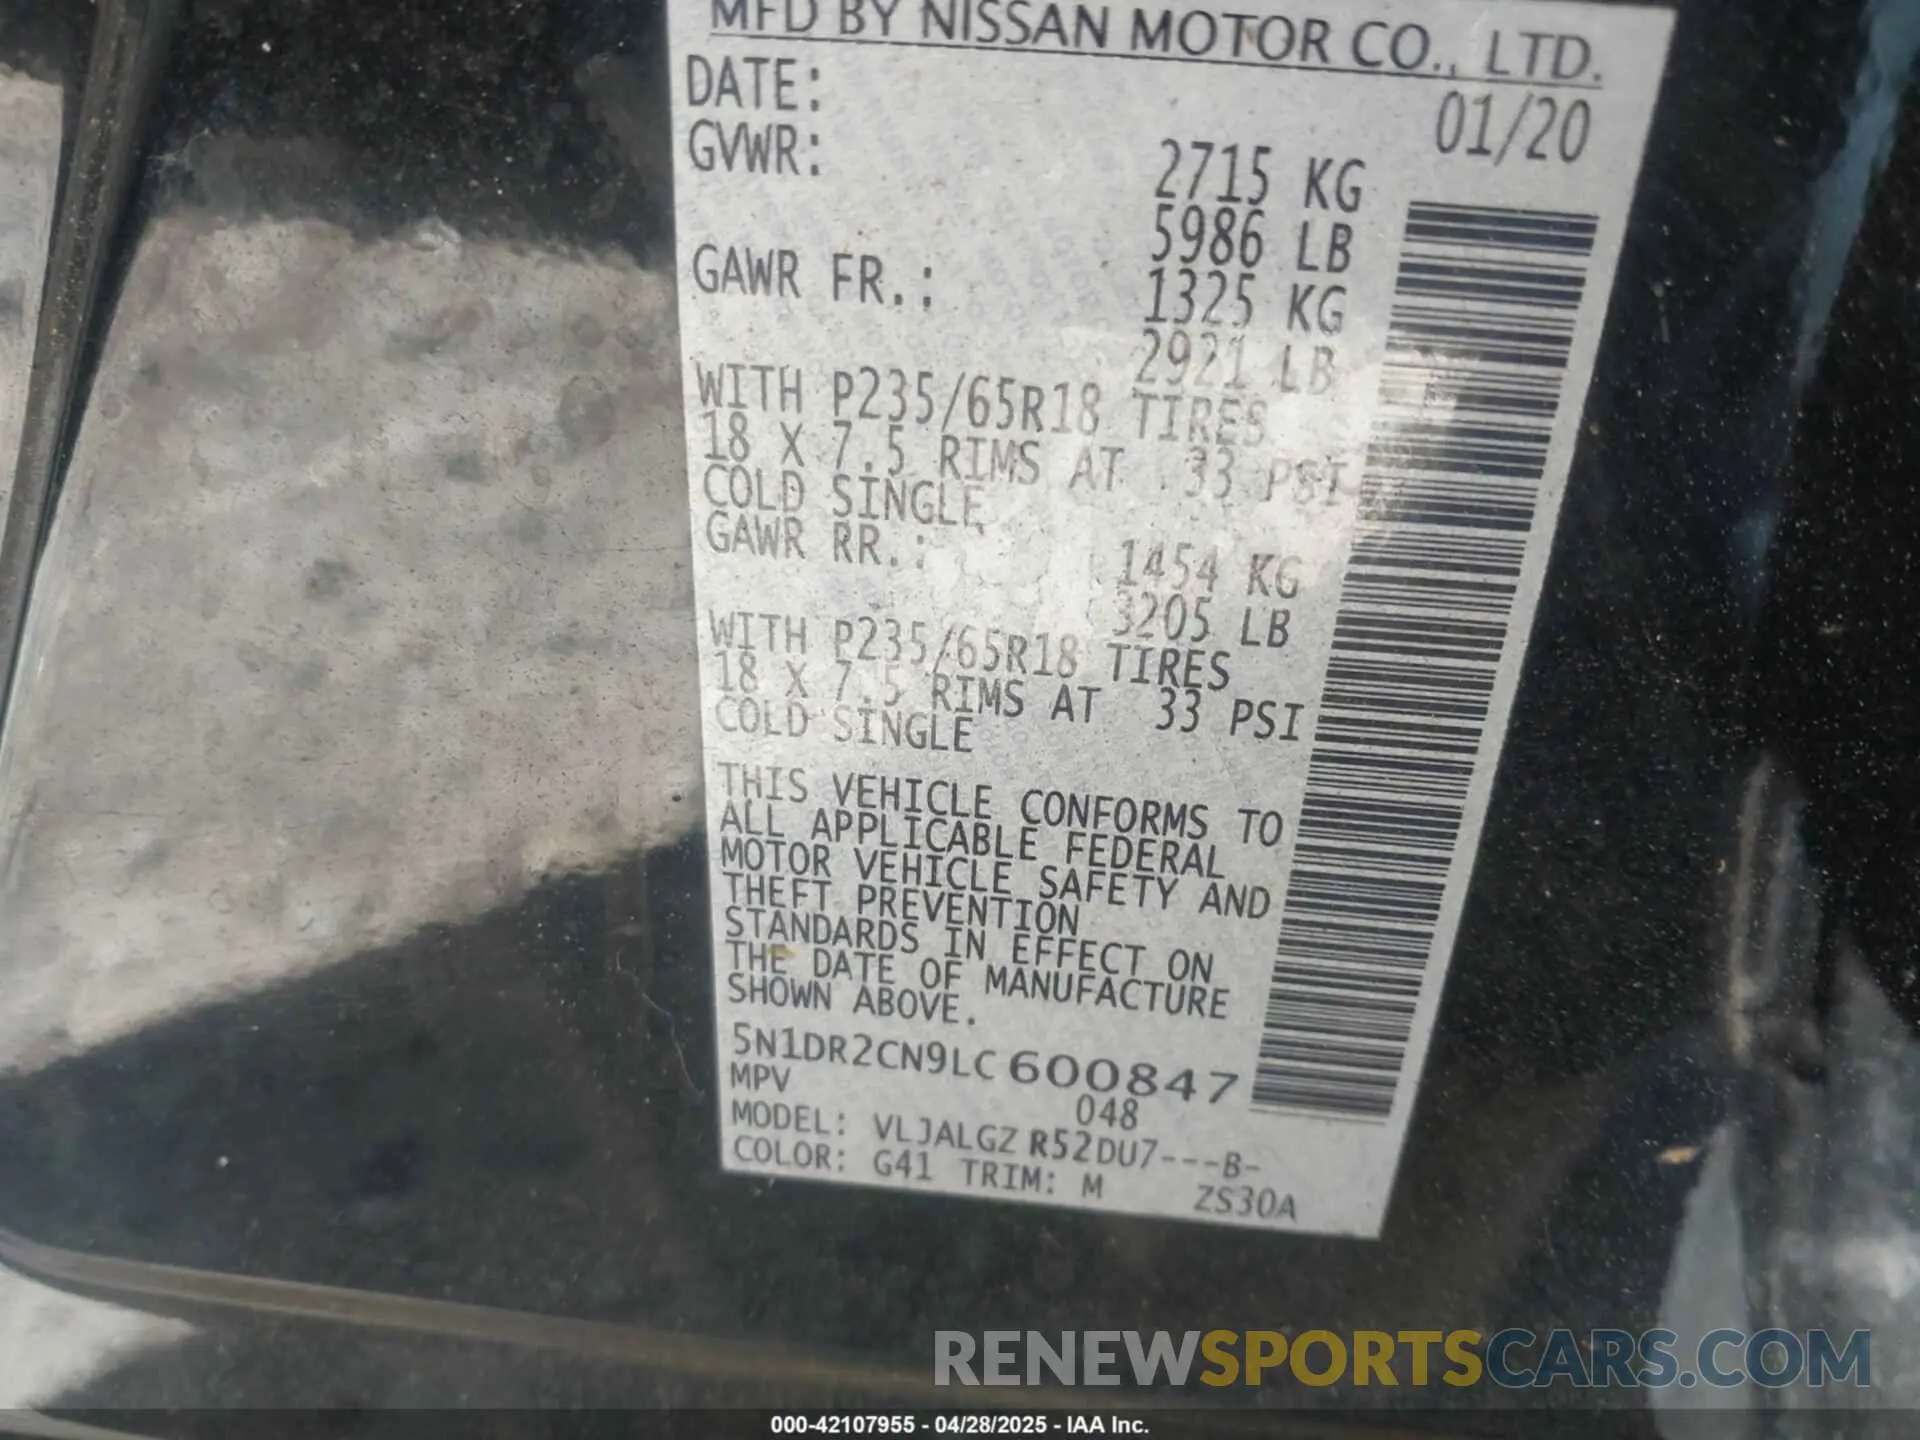 MFD BY NISSAN MOTOR CO., LTD.
DATE: 01/20
GVWR: 2715 KG
5986 LB
GAWR FR.: 1325 KG
2921 LB
WITH P235/65R18 TIRES
18 X 7.5 RIMS AT 33 PSI
COLD SINGLE
GAWR RR.: 1454 KG
3205 LB
WITH P235/65R18 TIRES
18 X 7.5 RIMS AT 33 PSI
COLD SINGLE
THIS VEHICLE CONFORMS TO
ALL APPLICABLE FEDERAL
MOTOR VEHICLE SAFETY AND
THEFT PREVENTION
STANDARDS IN EFFECT ON
THE DATE OF MANUFACTURE
SHOWN ABOVE.
5N1DR2CN9LC600847
MPV 048
MODEL: VLJALGZ R52DU7---B-
COLOR: G41 TRIM: M ZS30A
RENEWSPORTSCARS.COM
000-42107955 - 04/28/2025 - IAA Inc.